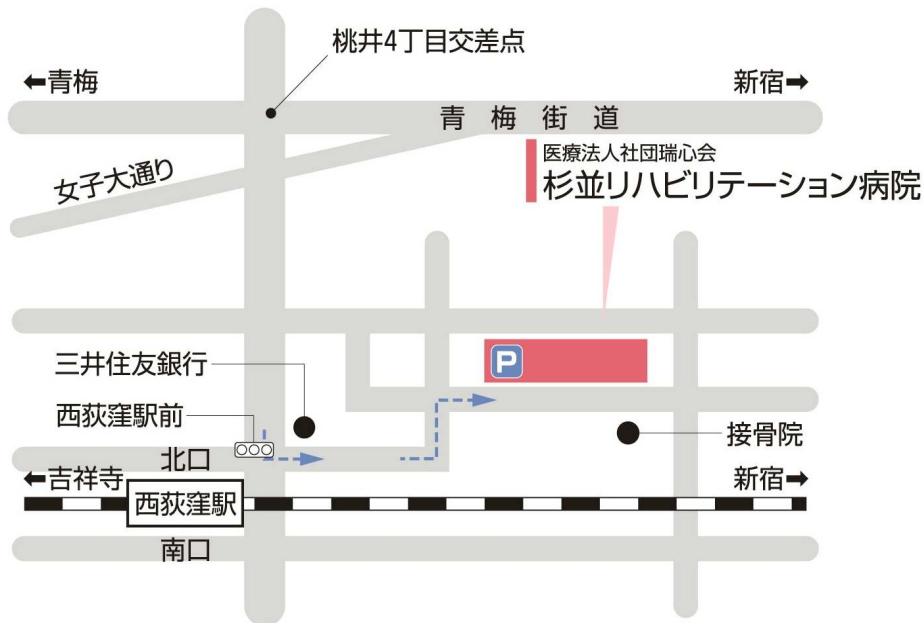 桃井4丁目交差点
←青梅
新宿→
青梅街道
医療法人社団瑞心会
杉並リハビリテーション病院
女子大通り
P
三井住友銀行
西荻窪駅前
接骨院
北口
←吉祥寺
新宿→
西荻窪駅
南口